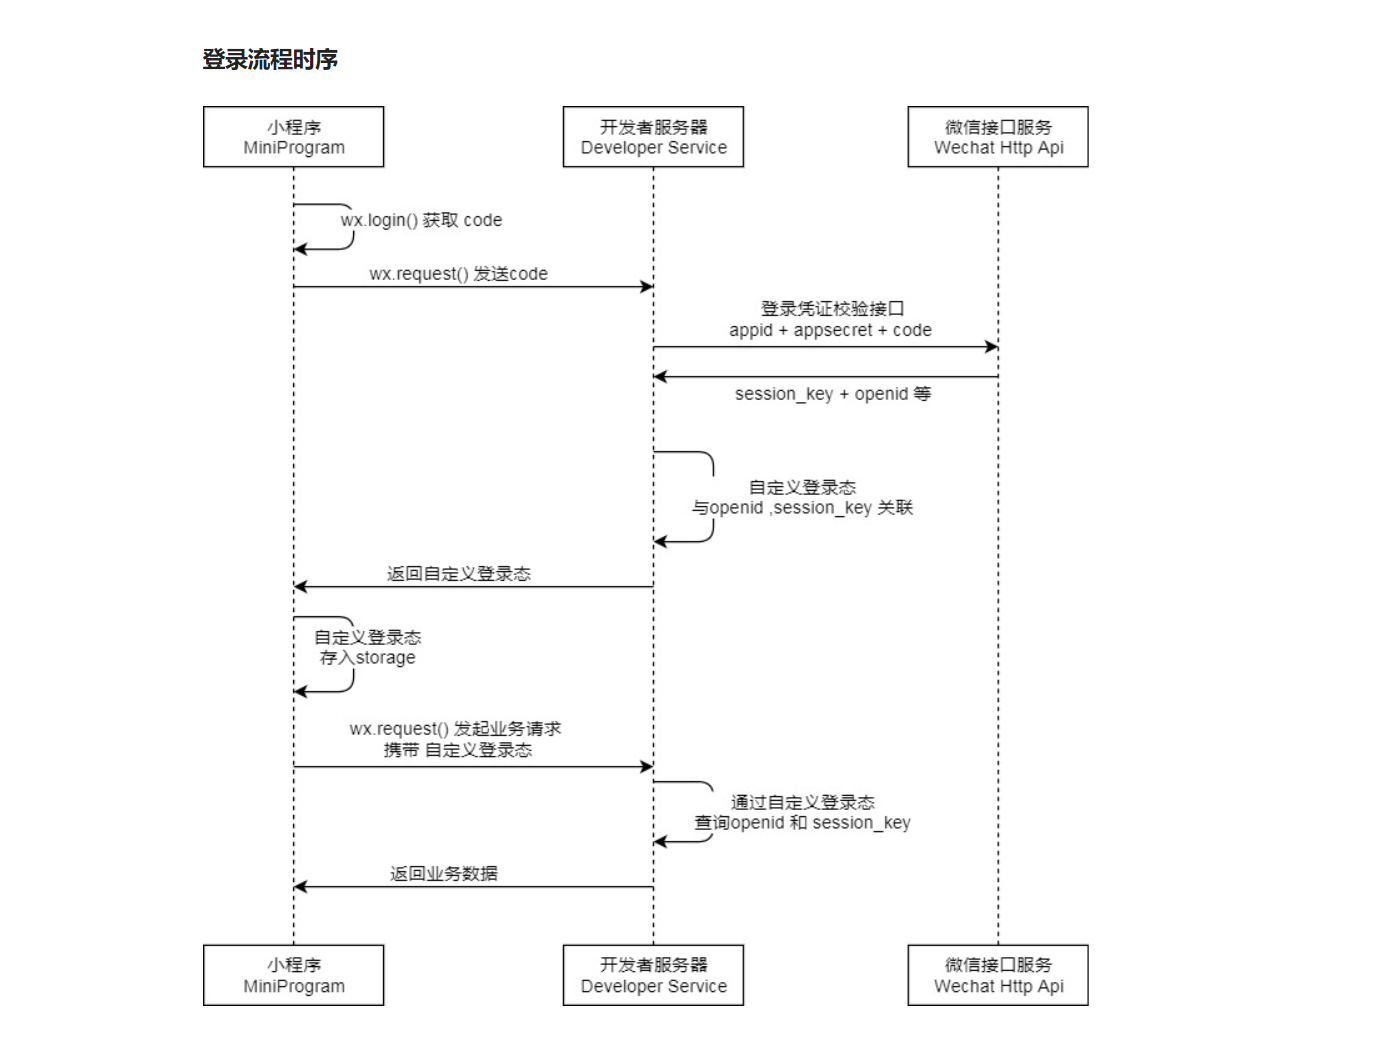 登录流程时序
小程序
MiniProgram
开发者服务器
Developer Service
微信接口服务
Wechat Http Api
wx.login() 获取 code
wx.request() 发送code
登录凭证校验接口
appid + appsecret + code
session_key + openid 等
自定义登录态
与openid ,session_key 关联
返回自定义登录态
自定义登录态
存入storage
wx.request() 发起业务请求
携带 自定义登录态
通过自定义登录态
查询openid 和 session_key
返回业务数据
小程序
MiniProgram
开发者服务器
Developer Service
微信接口服务
Wechat Http Api